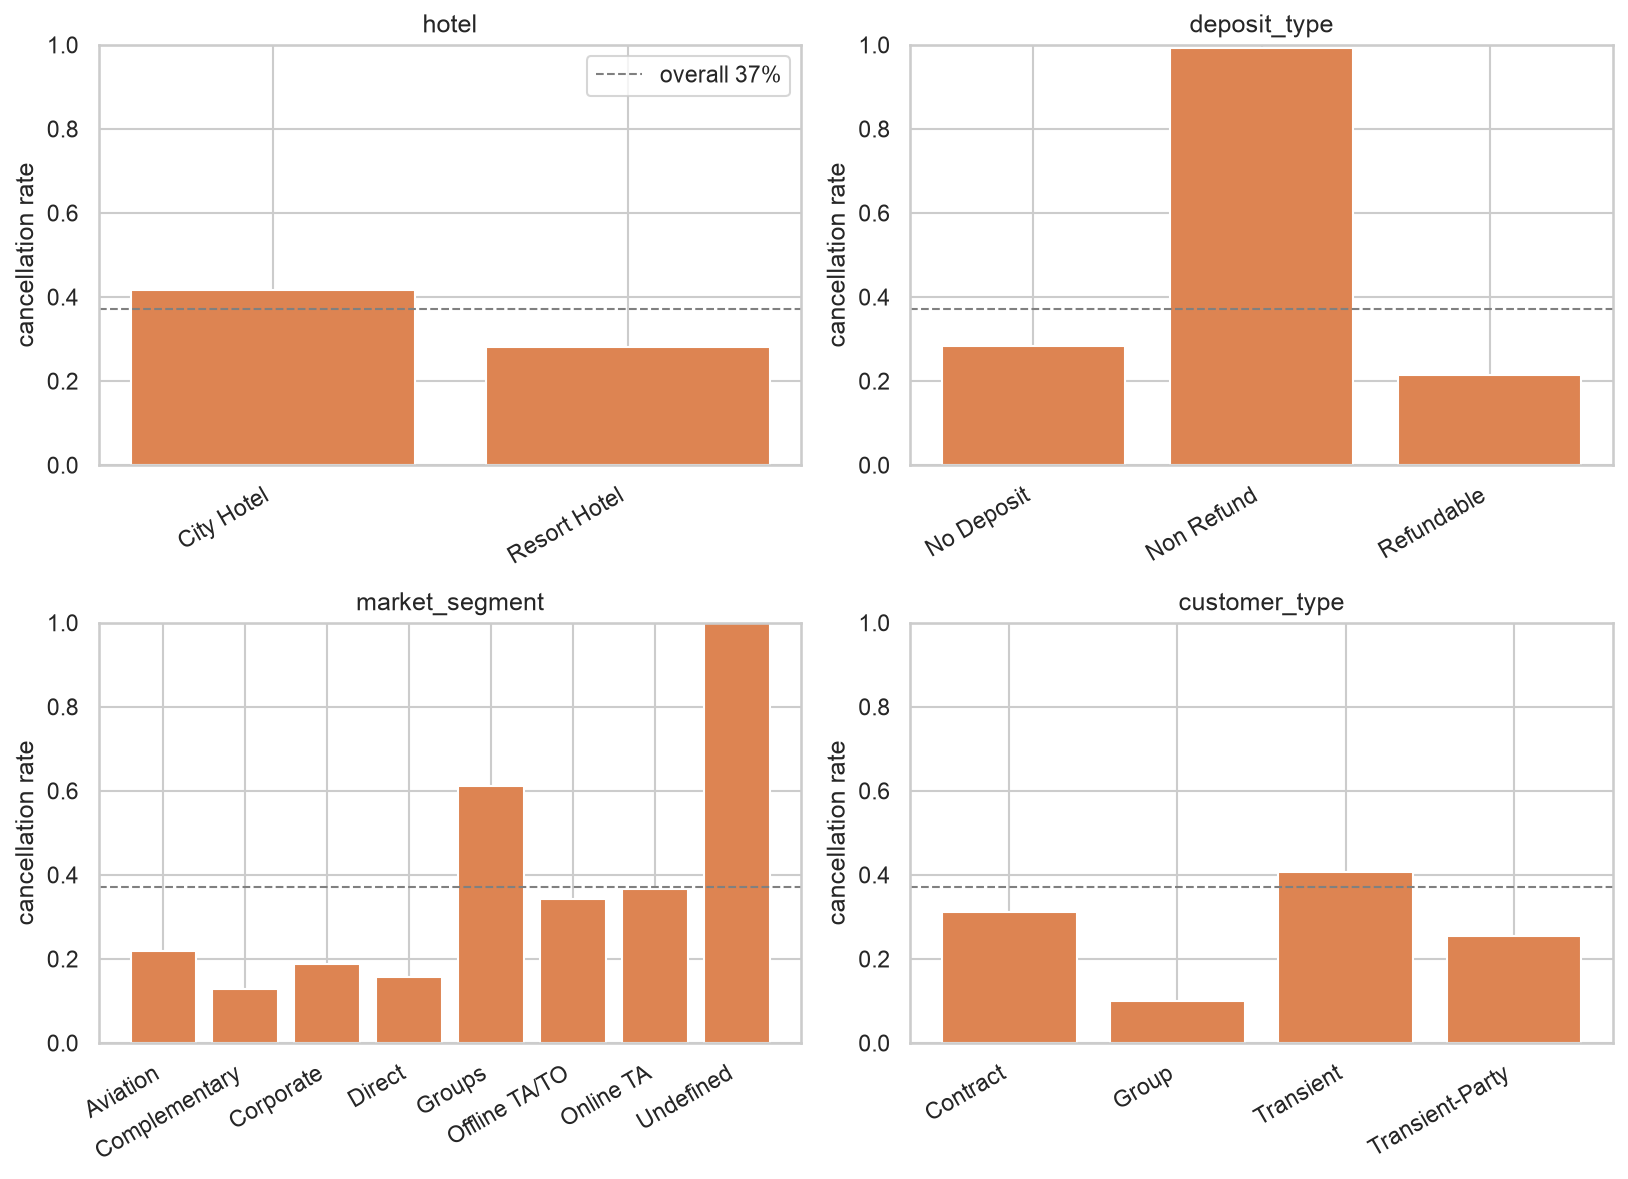 hotel
1.0
0.8
0.6
0.4
0.2
0.0
cancellation rate
overall 37%
City Hotel
Resort Hotel
deposit_type
1.0
0.8
0.6
0.4
0.2
0.0
cancellation rate
No Deposit
Non Refund
Refundable
market_segment
1.0
0.8
0.6
0.4
0.2
0.0
cancellation rate
Aviation
Complementary
Corporate
Direct
Groups
Offline TA/TO
Online TA
Undefined
customer_type
1.0
0.8
0.6
0.4
0.2
0.0
cancellation rate
Contract
Group
Transient
Transient-Party